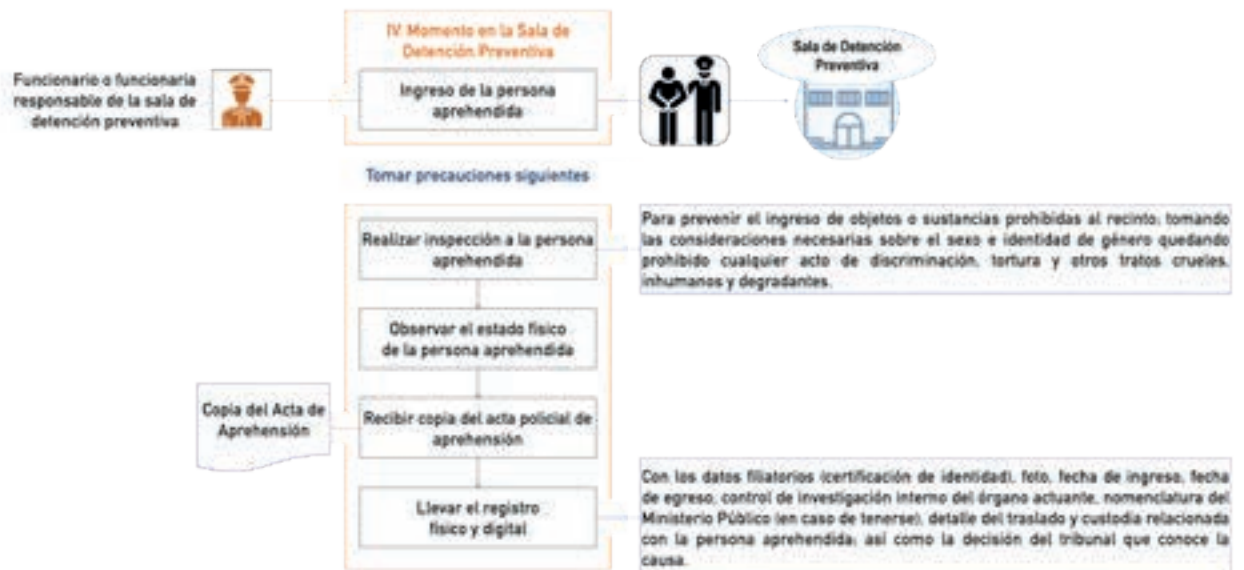 IV. Momento en la Sala de
Detención Preventiva
Funcionario o funcionaria
responsable de la sala de
detención preventiva
Ingreso de la persona
aprehendida
Sala de Detención
Preventiva
Tomar precauciones siguientes
Realizar inspección a la persona
aprehendida
Para prevenir el ingreso de objetos o sustancias prohibidas al recinto; tomando
las consideraciones necesarias sobre el sexo e identidad de género quedando
prohibido cualquier acto de discriminación, tortura y otros tratos crueles,
inhumanos y degradantes.
Observar el estado físico
de la persona aprehendida
Copia del Acta de
Aprehensión
Recibir copia del acta policial de
aprehensión
Llevar el registro
físico y digital
Con los datos filiatorios (certificación de identidad), foto, fecha de ingreso, fecha
de egreso, control de investigación interno del órgano actuante, nomenclatura del
Ministerio Público (en caso de tenerse), detalle del traslado y custodia relacionada
con la persona aprehendida; así como la decisión del tribunal que conoce la
causa.